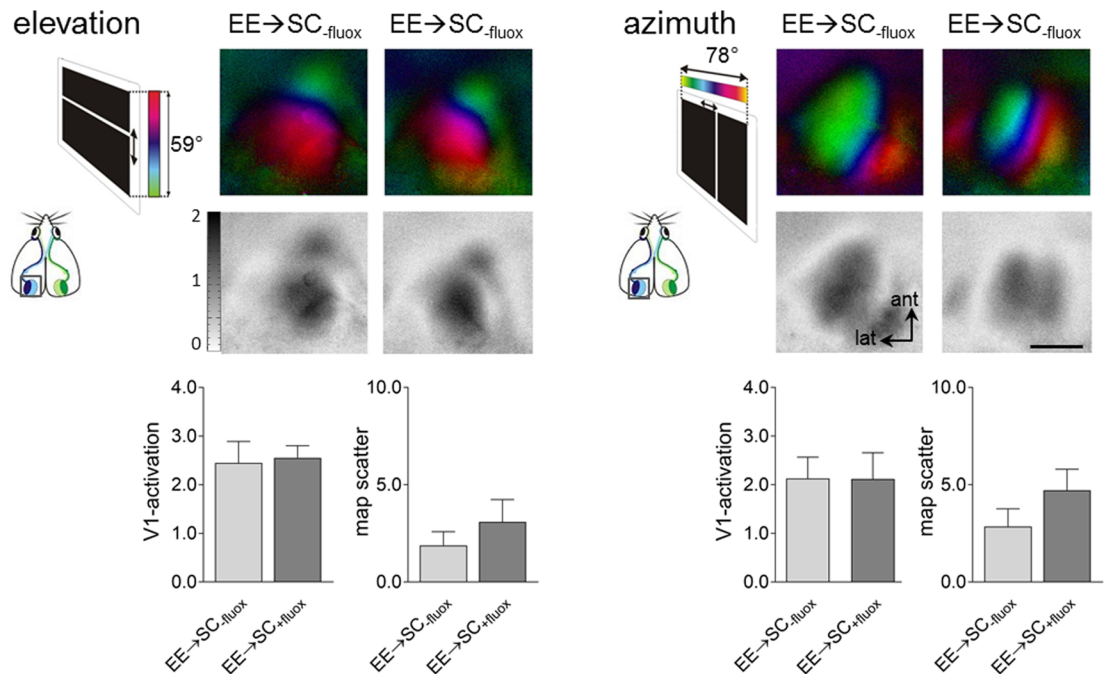 elevation
EE→SC-fluox
EE→SC-fluox
azimuth
EE→SC-fluox
EE→SC-fluox
59°
78°
2
1
0
ant
lat
4.0
3.0
2.0
1.0
0.0
V1-activation
EE→SC-fluox
EE→SC+fluox
10.0
5.0
0.0
map scatter
EE→SC-fluox
EE→SC+fluox
4.0
3.0
2.0
1.0
0.0
V1-activation
EE→SC-fluox
EE→SC+fluox
10.0
5.0
0.0
map scatter
EE→SC-fluox
EE→SC+fluox